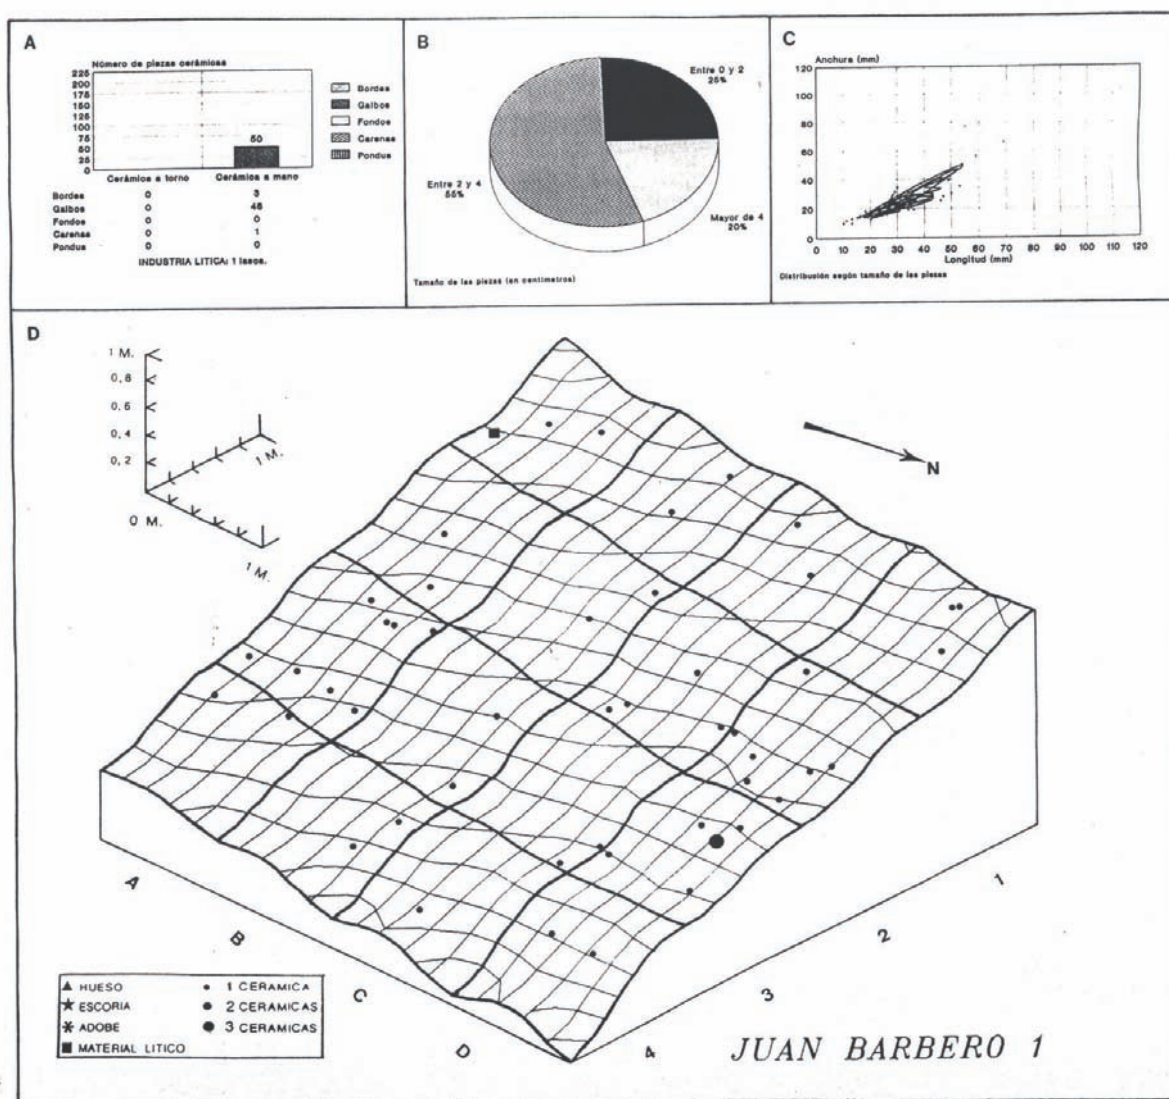 A
Número de piezas cerámicas
225
200
175
150
125
100
75
50
25
0
50
Cerámica a torno
Cerámica a mano
Bordes
Galbos
Fondos
Carenas
Pondus
Bordes 0 3
Galbos 0 46
Fondos 0 0
Carenas 0 1
Pondus 0 0
INDUSTRIA LITICA: 1 lasca.
B
Entre 0 y 2
25%
Entre 2 y 4
55%
Mayor de 4
20%
Tamaño de las piezas (en centímetros)
C
Anchura (mm)
120
100
80
60
40
20
0
0 10 20 30 40 50 60 70 80 90 100 110 120
Longitud (mm)
Distribución según tamaño de las piezas
D
1 M.
0,8
0,6
0,4
0,2
0 M.
1 M.
1 M.
N
A
B
C
D
1
2
3
4
HUESO
ESCORIA
ADOBE
MATERIAL LITICO
1 CERAMICA
2 CERAMICAS
3 CERAMICAS
JUAN BARBERO 1